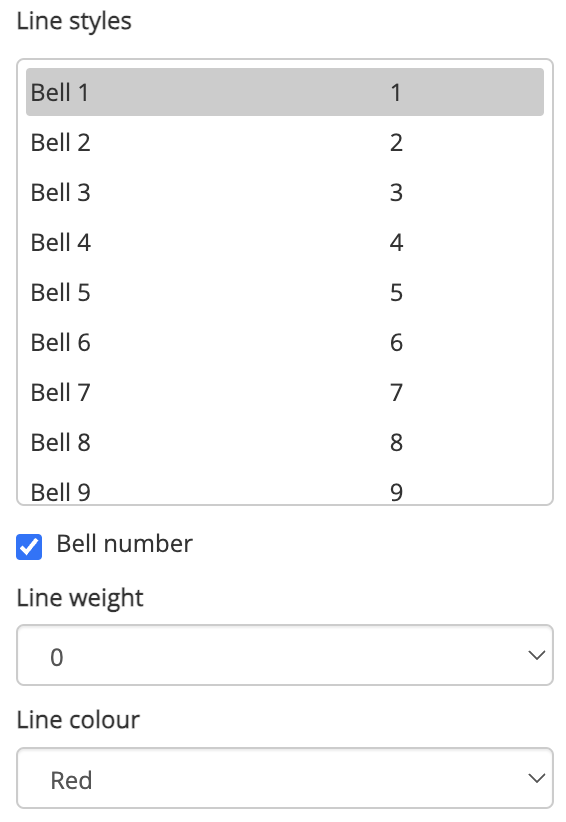 Line styles
Bell 1 1
Bell 2 2
Bell 3 3
Bell 4 4
Bell 5 5
Bell 6 6
Bell 7 7
Bell 8 8
Bell 9 9
Bell number
Line weight
0
Line colour
Red